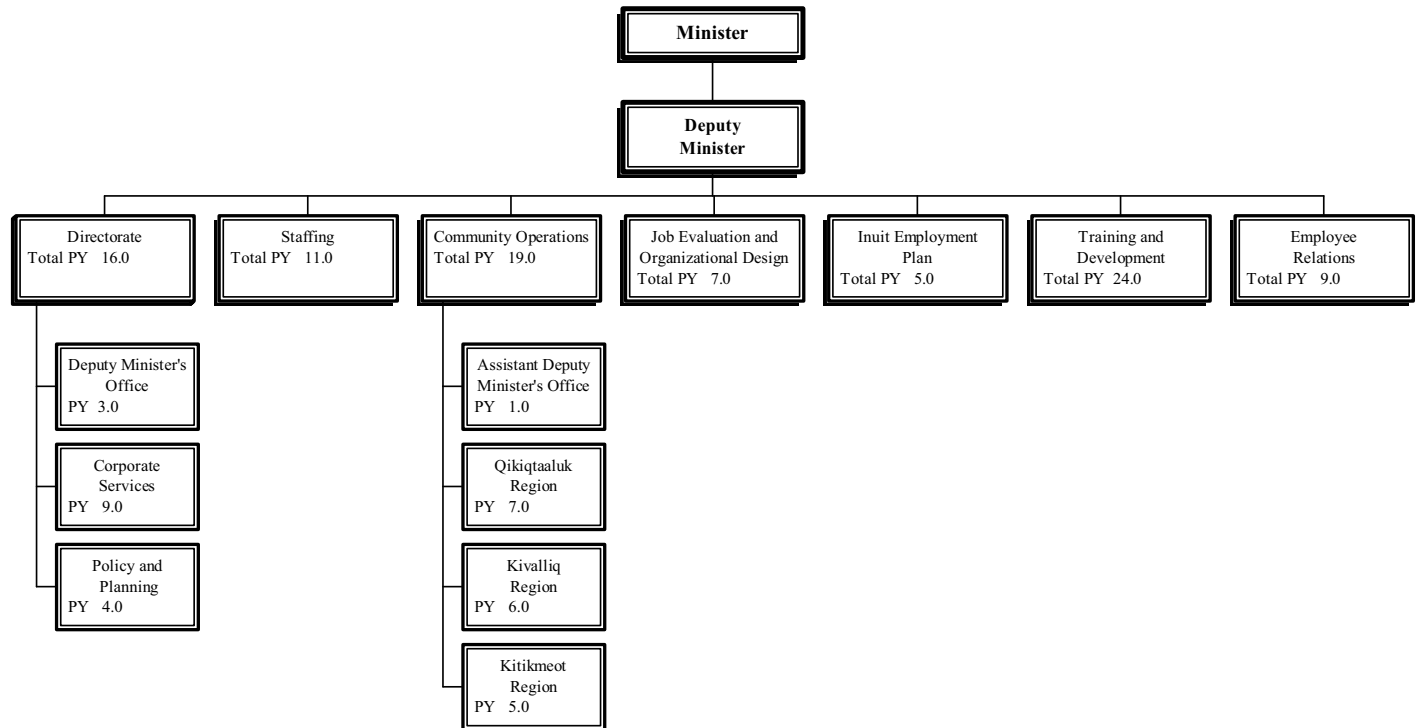 Minister
Deputy
Minister
Directorate
Total PY 16.0
Staffing
Total PY 11.0
Community Operations
Total PY 19.0
Job Evaluation and
Organizational Design
Total PY 7.0
Inuit Employment
Plan
Total PY 5.0
Training and
Development
Total PY 24.0
Employee
Relations
Total PY 9.0
Deputy Minister's
Office
PY 3.0
Corporate
Services
PY 9.0
Policy and
Planning
PY 4.0
Assistant Deputy
Minister's Office
PY 1.0
Qikiqtaaluk
Region
PY 7.0
Kivalliq
Region
PY 6.0
Kitikmeot
Region
PY 5.0